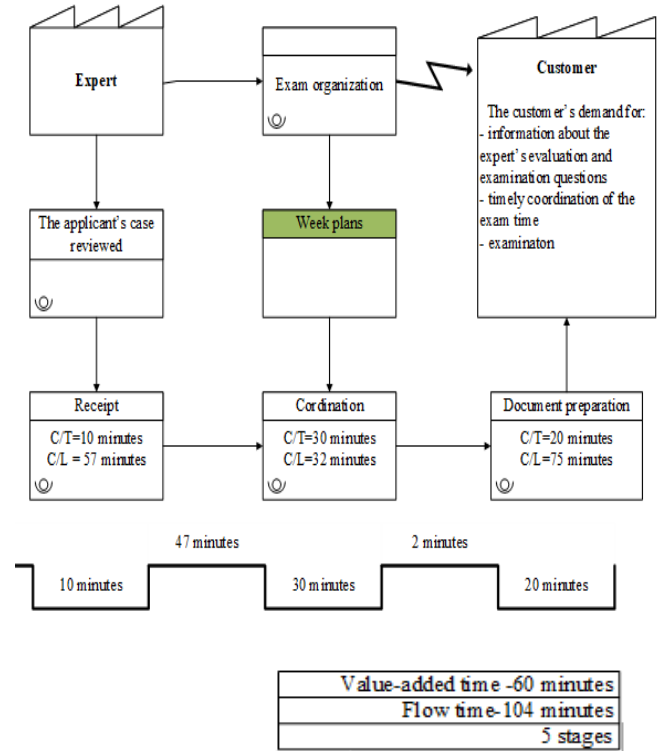 Expert
Exam organization
Customer
The customer's demand for:
- information about the
expert's evaluation and
examination questions
- timely coordination of the
exam time
- examinaton
The applicant's case
reviewed
Week plans
Receipt
C/T=10 minutes
C/L = 57 minutes
Cordination
C/T=30 minutes
C/L=32 minutes
Document preparation
C/T=20 minutes
C/L=75 minutes
47 minutes
2 minutes
10 minutes
30 minutes
20 minutes
Value-added time -60 minutes
Flow time-104 minutes
5 stages